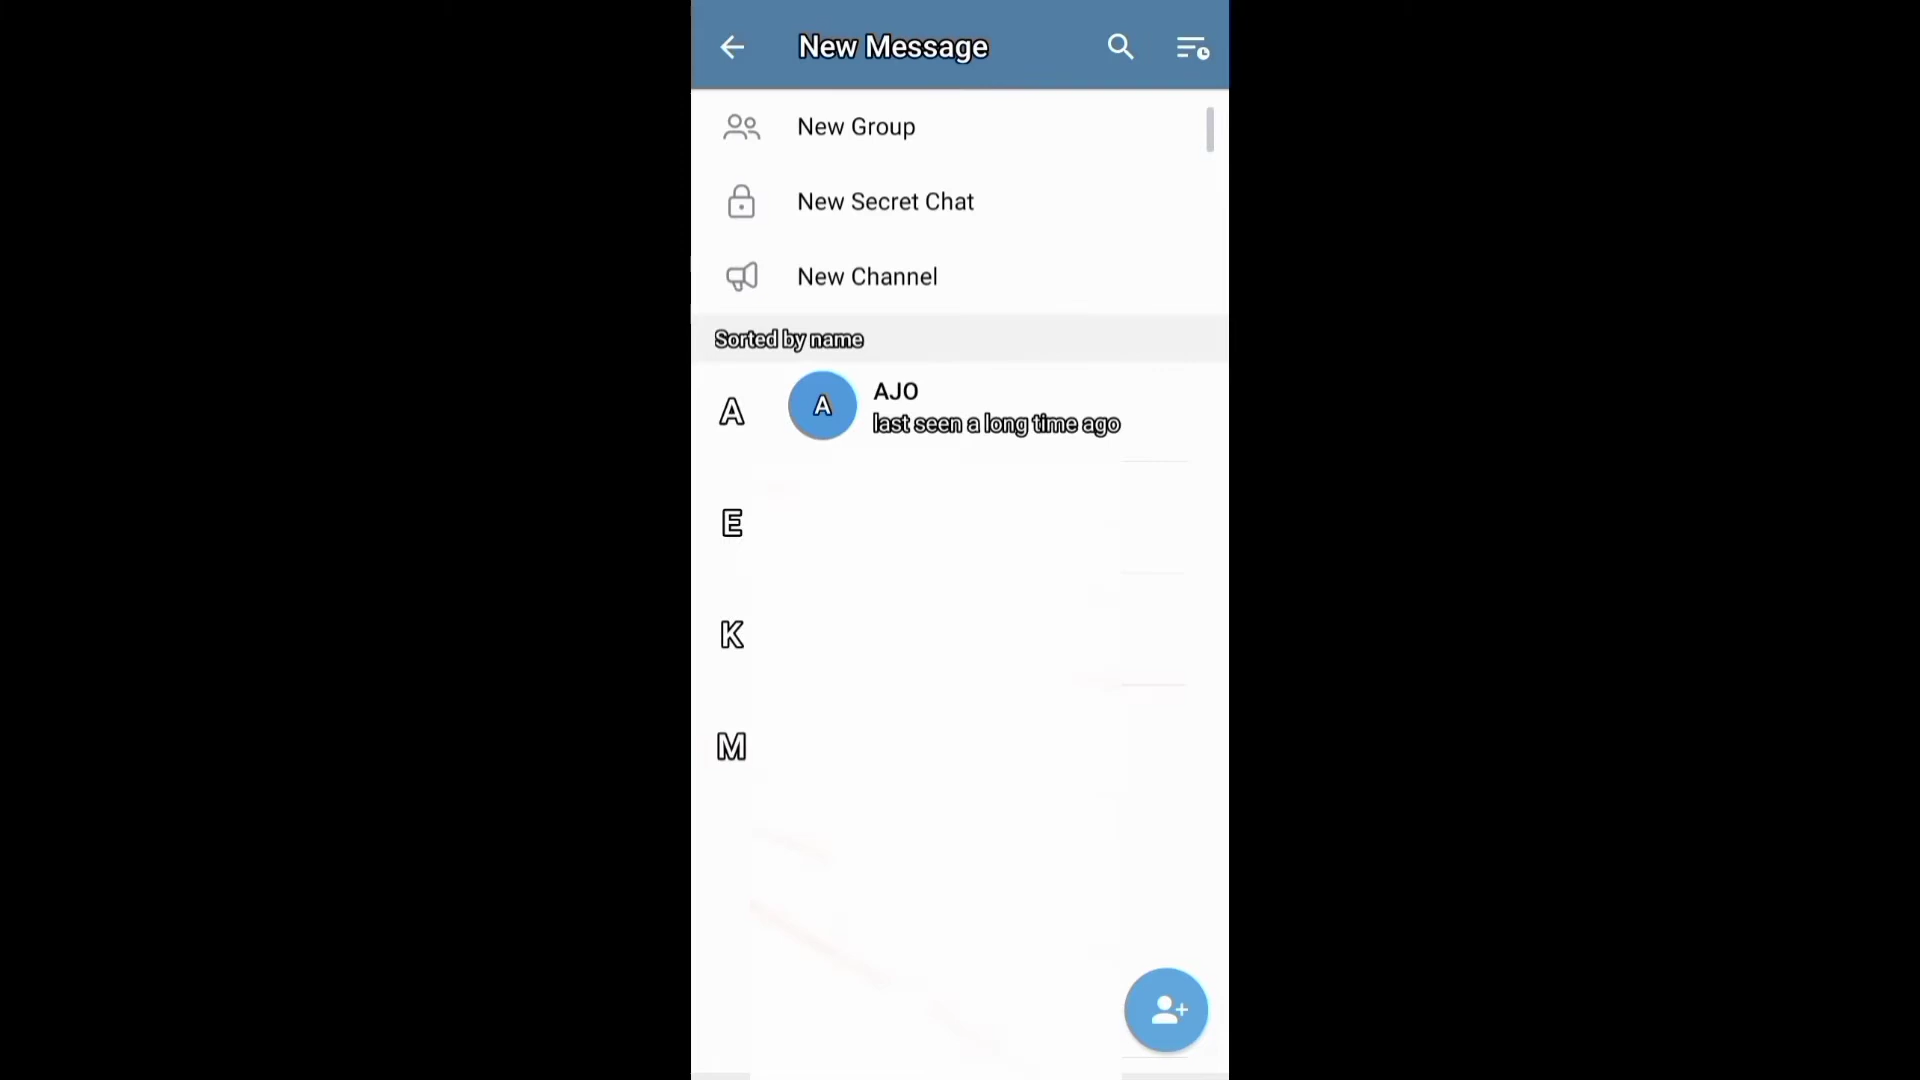 New Message
New Group
New Secret Chat
New Channel
Sorted by name
A
A
AJO
last seen a long time ago
E
K
M